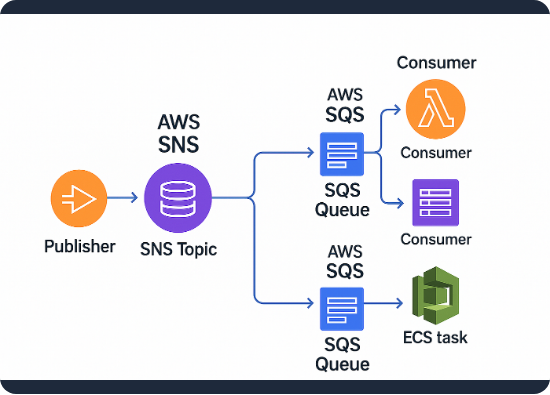 Publisher
AWS
SNS
SNS Topic
AWS
SQS
SQS
Queue
Consumer
Consumer
Consumer
AWS
SQS
SQS
Queue
ECS task